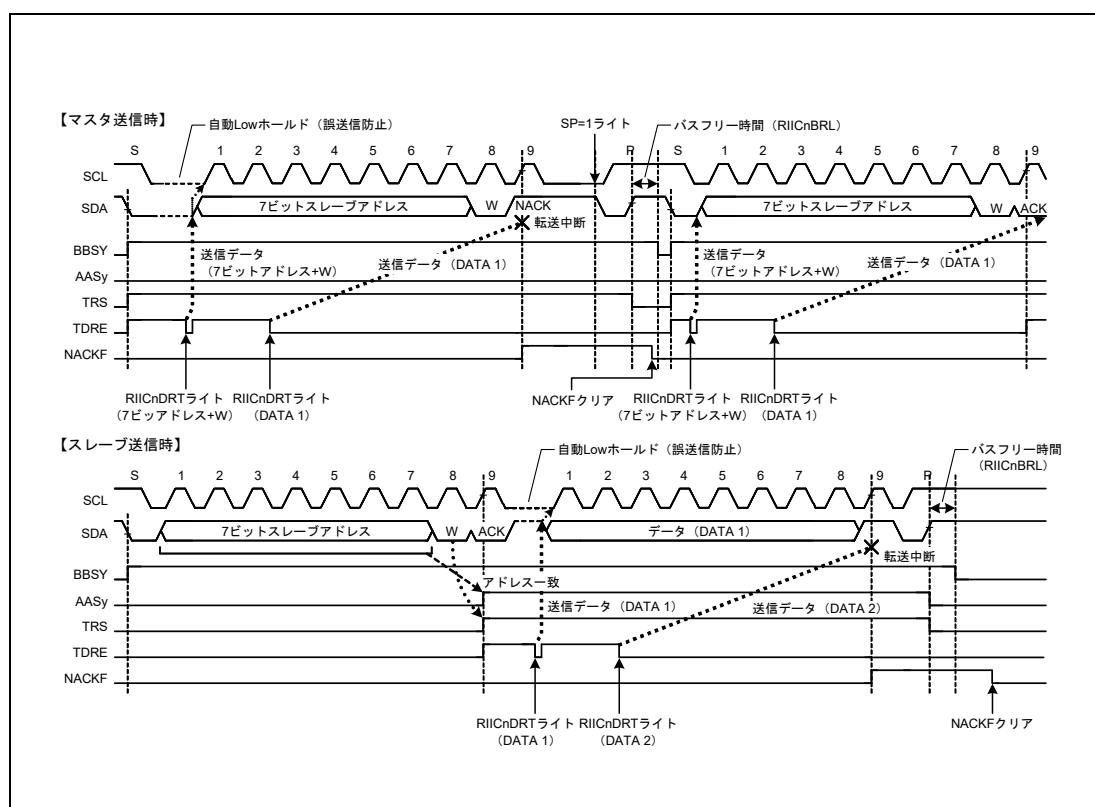 【マスタ送信時】
自動Lowホールド（誤送信防止）
SP=1ライト
バスフリー時間（RIICnBRL）
S 1 2 3 4 5 6 7 8 9 P S 1 2 3 4 5 6 7 8 9
SCL
SDA 7ビットスレーブアドレス W NACK 7ビットスレーブアドレス W ACK
転送中断
BBSY
送信データ
（7ビットアドレス+W）
送信データ（DATA 1）
送信データ
（7ビットアドレス+W）
送信データ（DATA 1）
AASy
TRS
TDRE
NACKF
RIICnDRTライト
（7ビッアドレス+W）
RIICnDRTライト
（DATA 1）
NACKFクリア
RIICnDRTライト
（7ビットアドレス+W）
RIICnDRTライト
（DATA 1）
【スレーブ送信時】
自動Lowホールド（誤送信防止）
バスフリー時間
（RIICnBRL）
S 1 2 3 4 5 6 7 8 9 1 2 3 4 5 6 7 8 9 P
SCL
SDA 7ビットスレーブアドレス W ACK データ（DATA 1）
転送中断
BBSY
アドレス一致
AASy
送信データ（DATA 1） 送信データ（DATA 2）
TRS
TDRE
NACKF
RIICnDRTライト
（DATA 1）
RIICnDRTライト
（DATA 2）
NACKFクリア